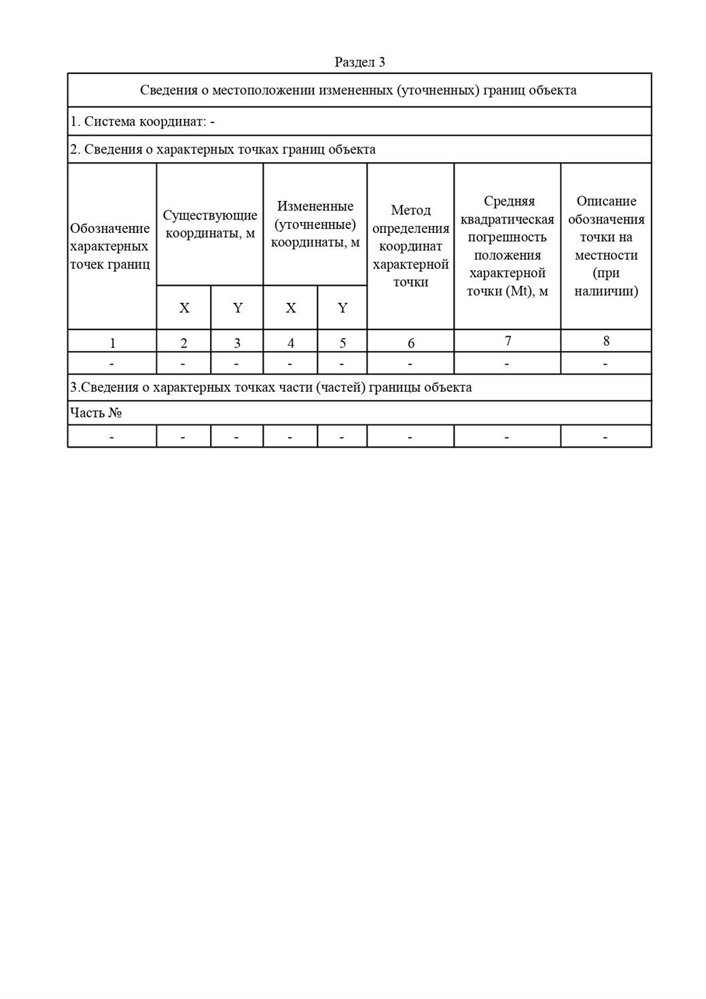 Раздел 3
Сведения о местоположении измененных (уточненных) границ объекта
1. Система координат: -
2. Сведения о характерных точках границ объекта
Обозначение
характерных
точек границ
Существующие
координаты, м
Измененные
(уточненные)
координаты, м
Метод
определения
координат
характерной
точки
Средняя
квадратическая
погрешность
положения
характерной
точки (Mt), м
Описание
обозначения
точки на
местности
(при
налиичии)
X Y X Y
1 2 3 4 5 6 7 8
- - - - - - - -
3.Сведения о характерных точках части (частей) границы объекта
Часть №
- - - - - - - -